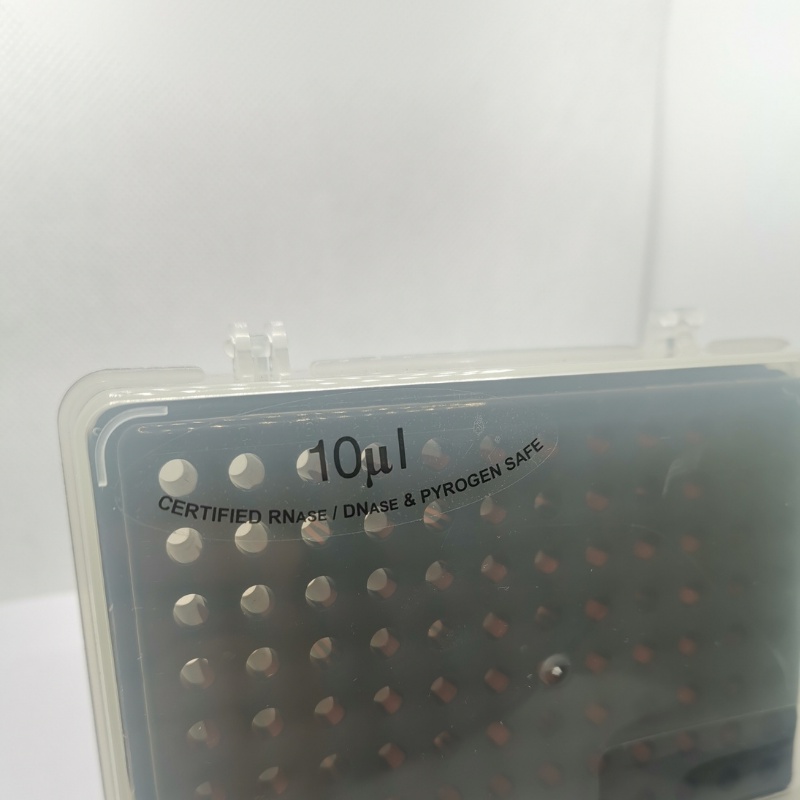 10µl
CERTIFIED RNASE / DNASE & PYROGEN SAFE